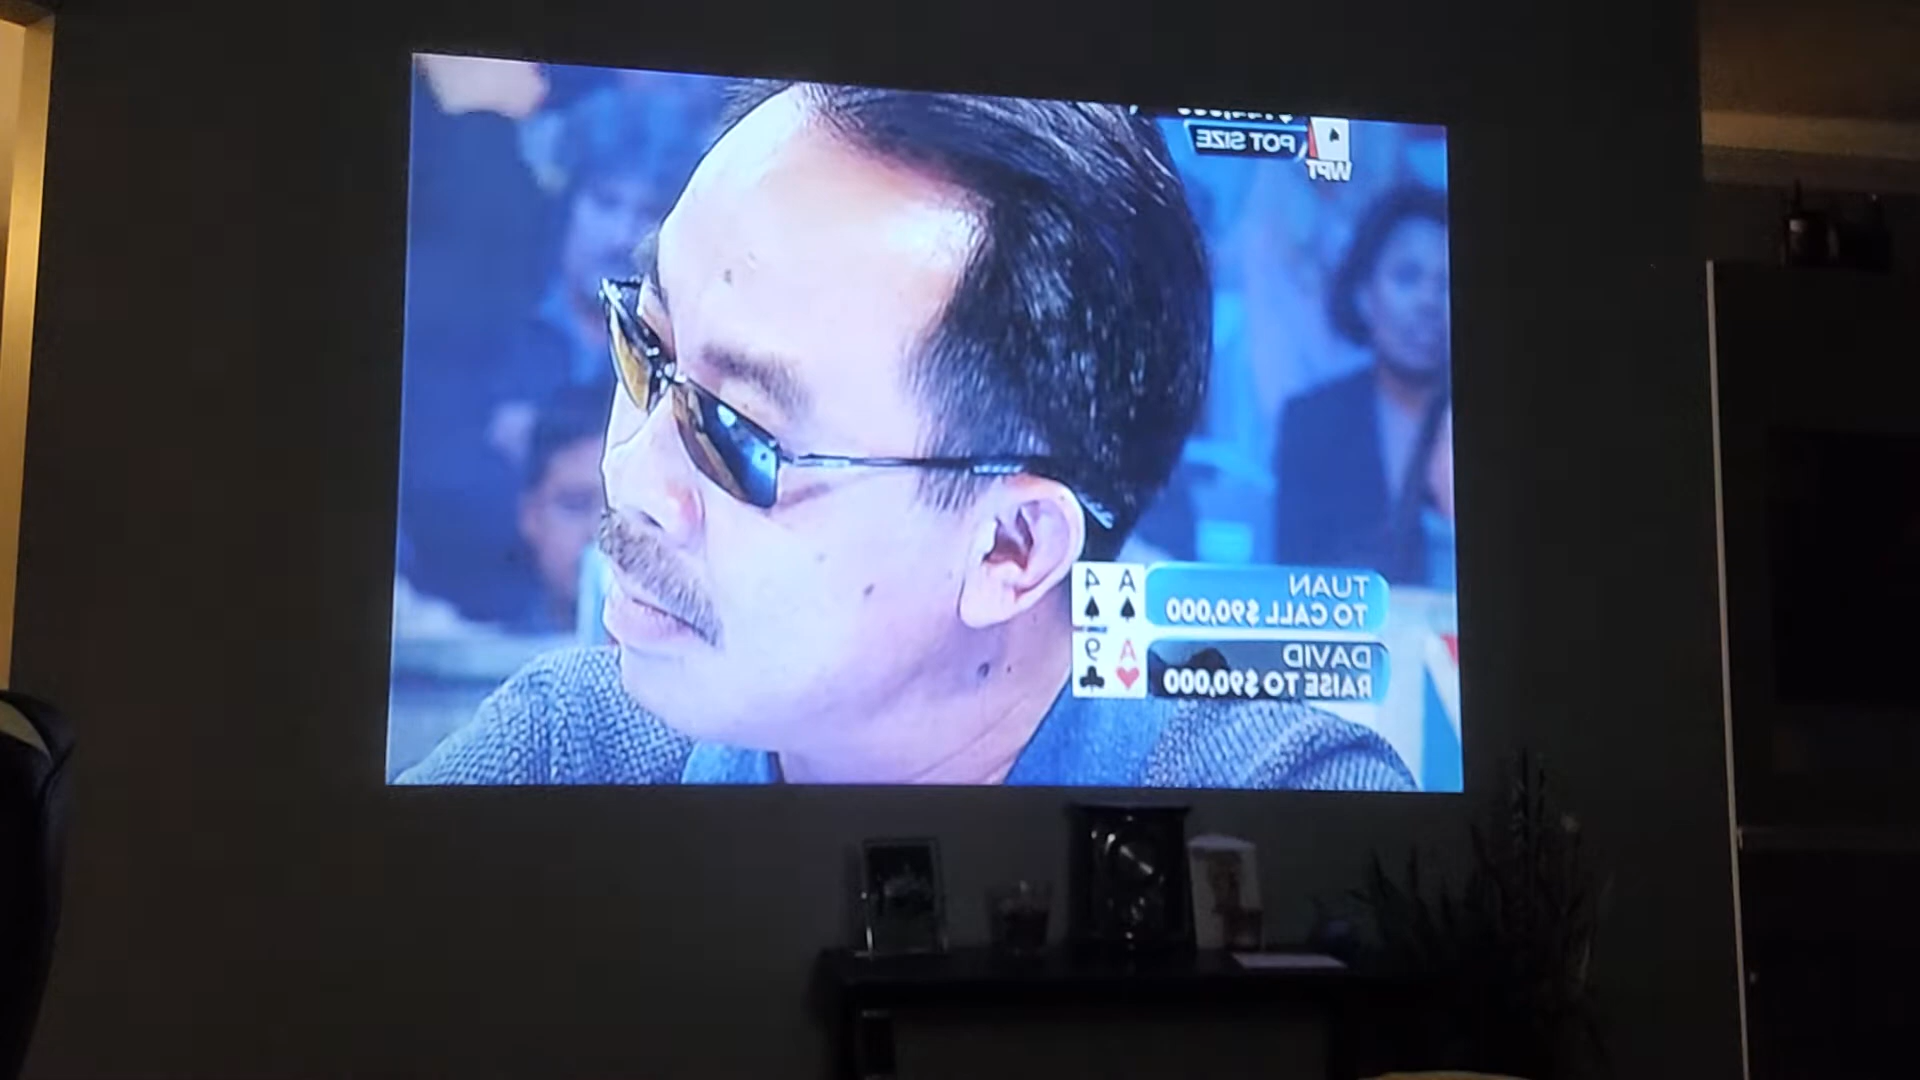 POT SIZE
WPT
A 4
TUAN
TO CALL $90,000
A 9
DAVID
RAISE TO $90,000